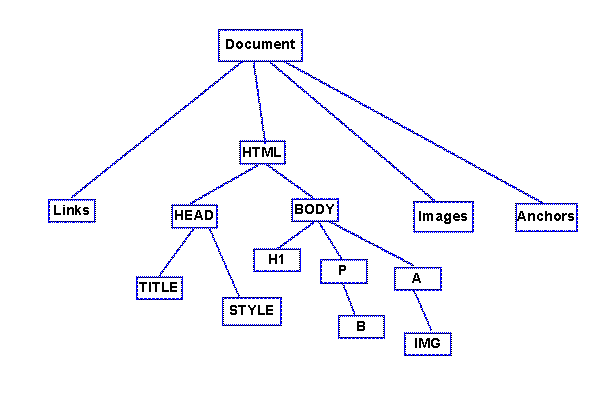 Document
HTML
Links
HEAD
BODY
Images
Anchors
H1
P
A
TITLE
STYLE
B
IMG